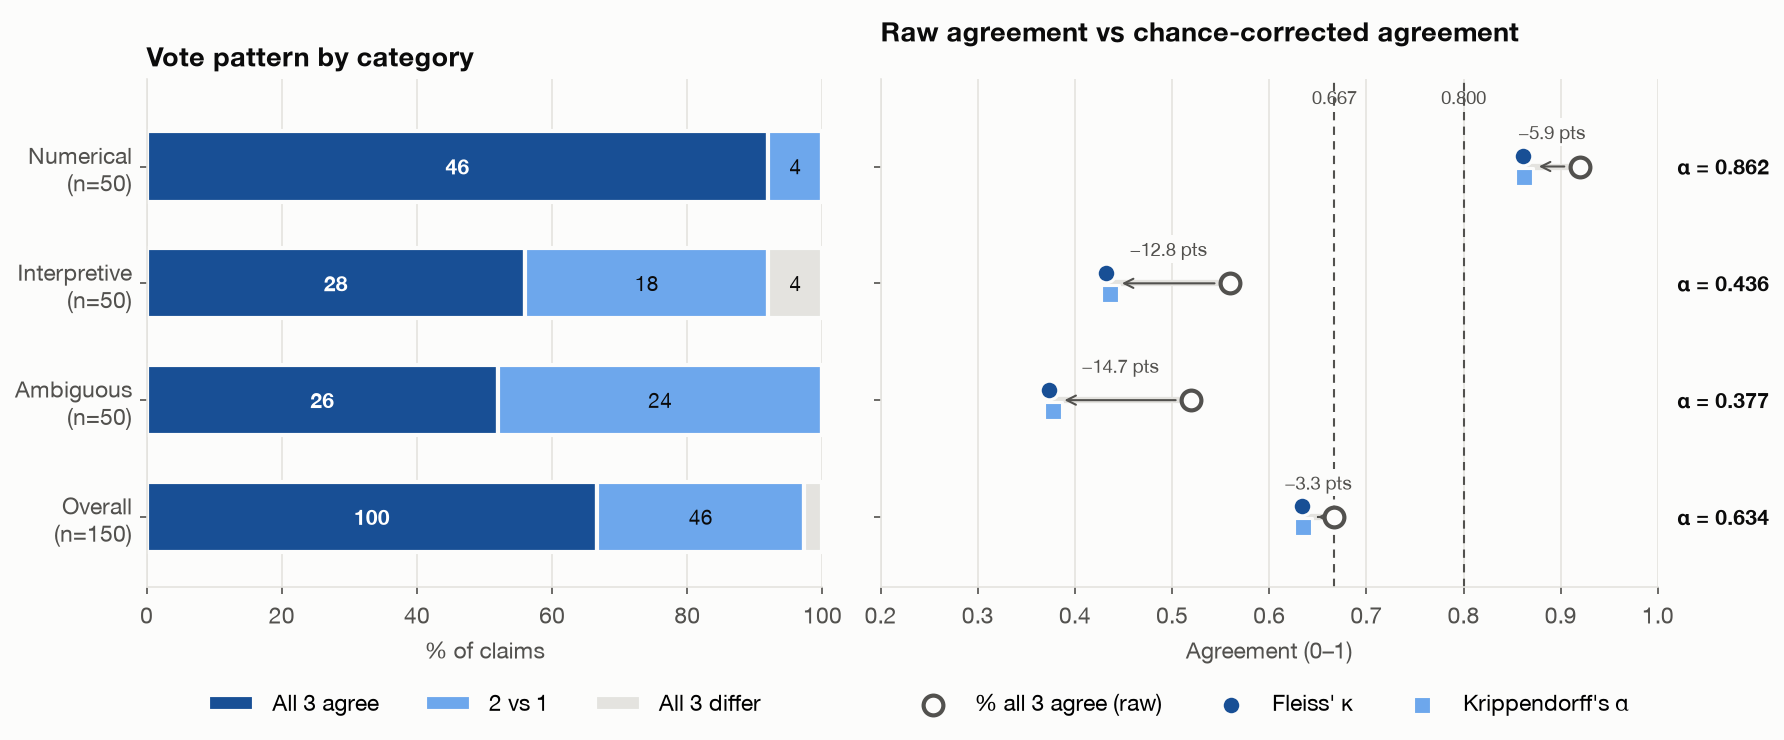 Vote pattern by category
Numerical
(n=50)
46
4
Interpretive
(n=50)
28
18
4
Ambiguous
(n=50)
26
24
Overall
(n=150)
100
46
0 20 40 60 80 100
% of claims
All 3 agree 2 vs 1 All 3 differ
Raw agreement vs chance-corrected agreement
0.667 0.800
−5.9 pts
α = 0.862
−12.8 pts
α = 0.436
−14.7 pts
α = 0.377
−3.3 pts
α = 0.634
0.2 0.3 0.4 0.5 0.6 0.7 0.8 0.9 1.0
Agreement (0–1)
% all 3 agree (raw) Fleiss' κ Krippendorff's α